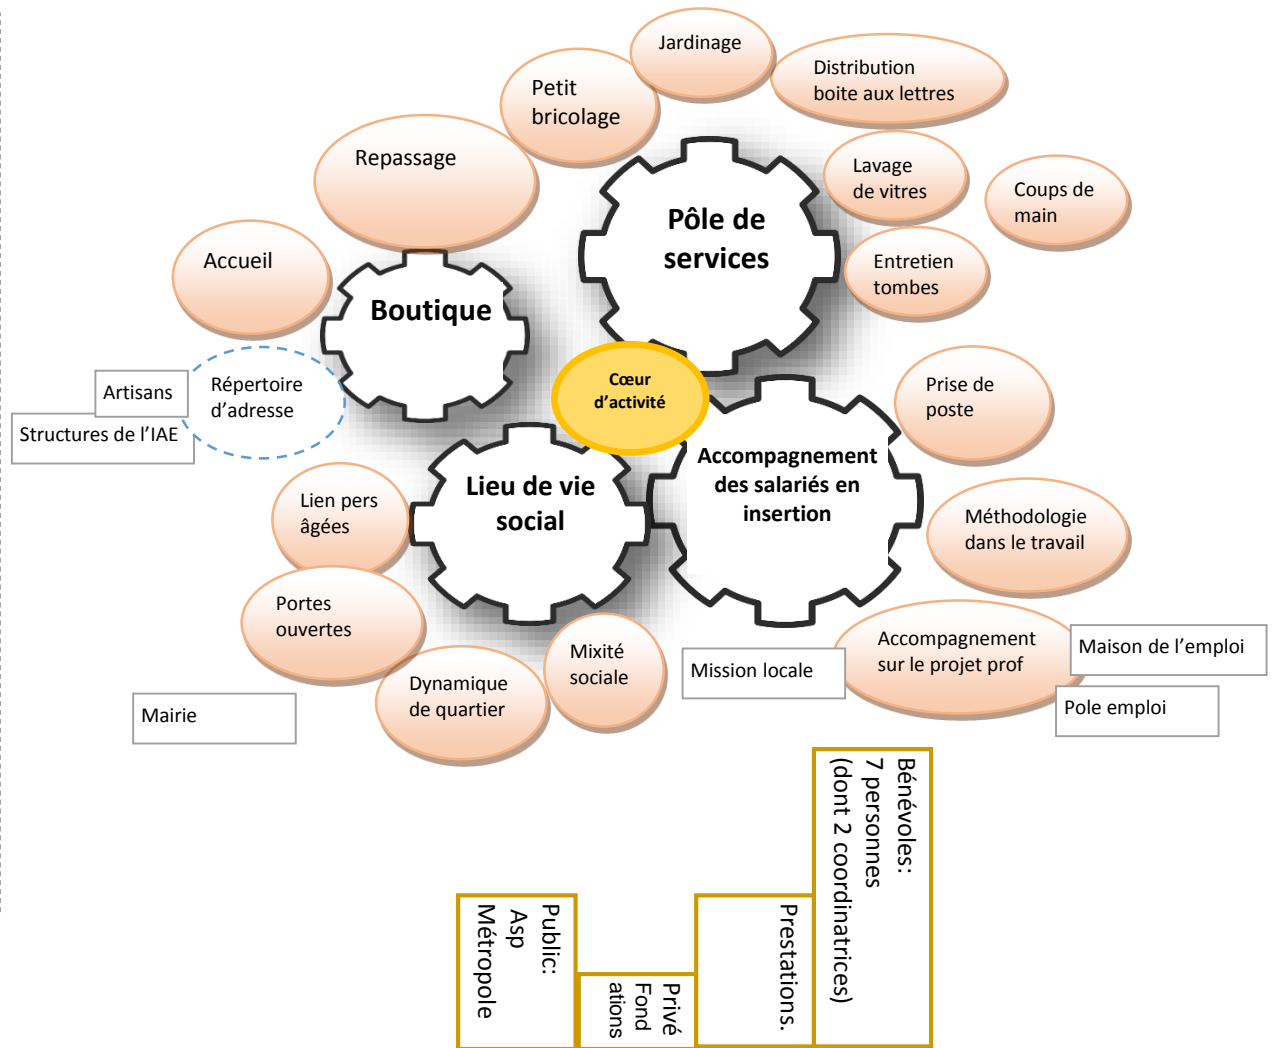 Jardinage
Distribution
boite aux lettres
Petit
bricolage
Repassage
Lavage
de vitres
Coups de
main
Pôle de
services
Accueil
Entretien
tombes
Boutique
Cœur
d’activité
Artisans
Répertoire
d’adresse
Structures de l’IAE
Prise de
poste
Accompagnement
des salariés en
insertion
Lieu de vie
social
Lien pers
âgées
Méthodologie
dans le travail
Portes
ouvertes
Mixité
sociale
Dynamique
de quartier
Mission locale
Accompagnement
sur le projet prof
Maison de l’emploi
Pole emploi
Mairie
Bénévoles:
7 personnes
(dont 2 coordinatrices)
Prestations.
Privé
Fond
ations
Public:
Asp
Métropole